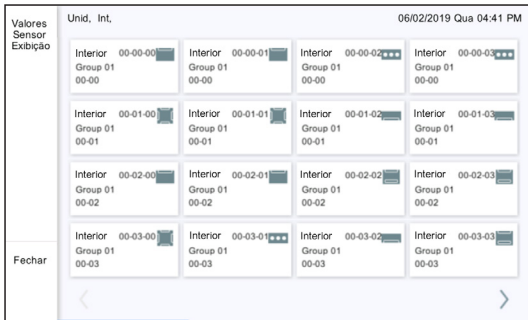 Valores
Sensor
Exibição
Unid, Int,
06/02/2019 Qua 04:41 PM
Interior 00-00-00
Group 01
00-00
Interior 00-00-01
Group 01
00-00
Interior 00-00-02
Group 01
00-00
Interior 00-00-03
Group 01
00-00
Interior 00-01-00
Group 01
00-01
Interior 00-01-01
Group 01
00-01
Interior 00-01-02
Group 01
00-01
Interior 00-01-03
Group 01
00-01
Interior 00-02-00
Group 01
00-02
Interior 00-02-01
Group 01
00-02
Interior 00-02-02
Group 01
00-02
Interior 00-02-03
Group 01
00-02
Interior 00-03-00
Group 01
00-03
Interior 00-03-01
Group 01
00-03
Interior 00-03-02
Group 01
00-03
Interior 00-03-03
Group 01
00-03
Fechar